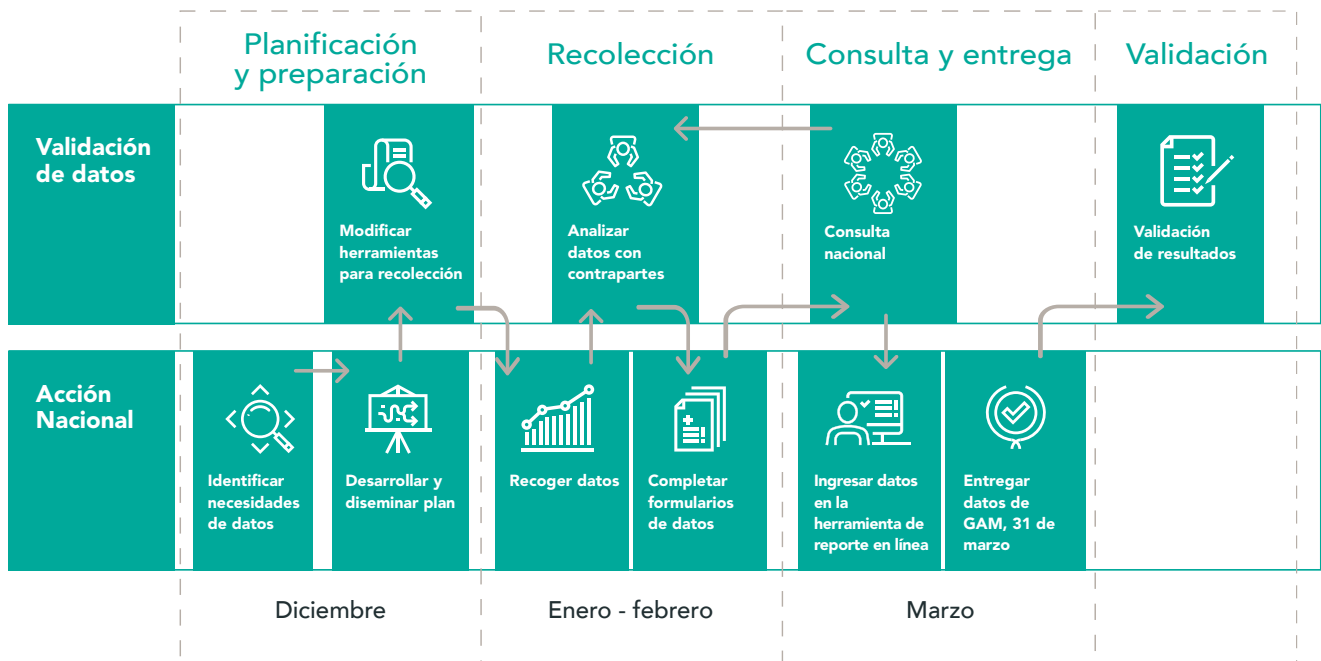 Planificación
y preparación
Recolección
Consulta y entrega
Validación
Validación
de datos
Modificar
herramientas
para recolección
Analizar
datos con
contrapartes
Consulta
nacional
Validación
de resultados
Acción
Nacional
Identificar
necesidades
de datos
Desarrollar y
diseminar plan
Recoger datos
Completar
formularios
de datos
Ingresar datos
en la
herramienta de
reporte en línea
Entregar
datos de
GAM, 31 de
marzo
Diciembre
Enero - febrero
Marzo